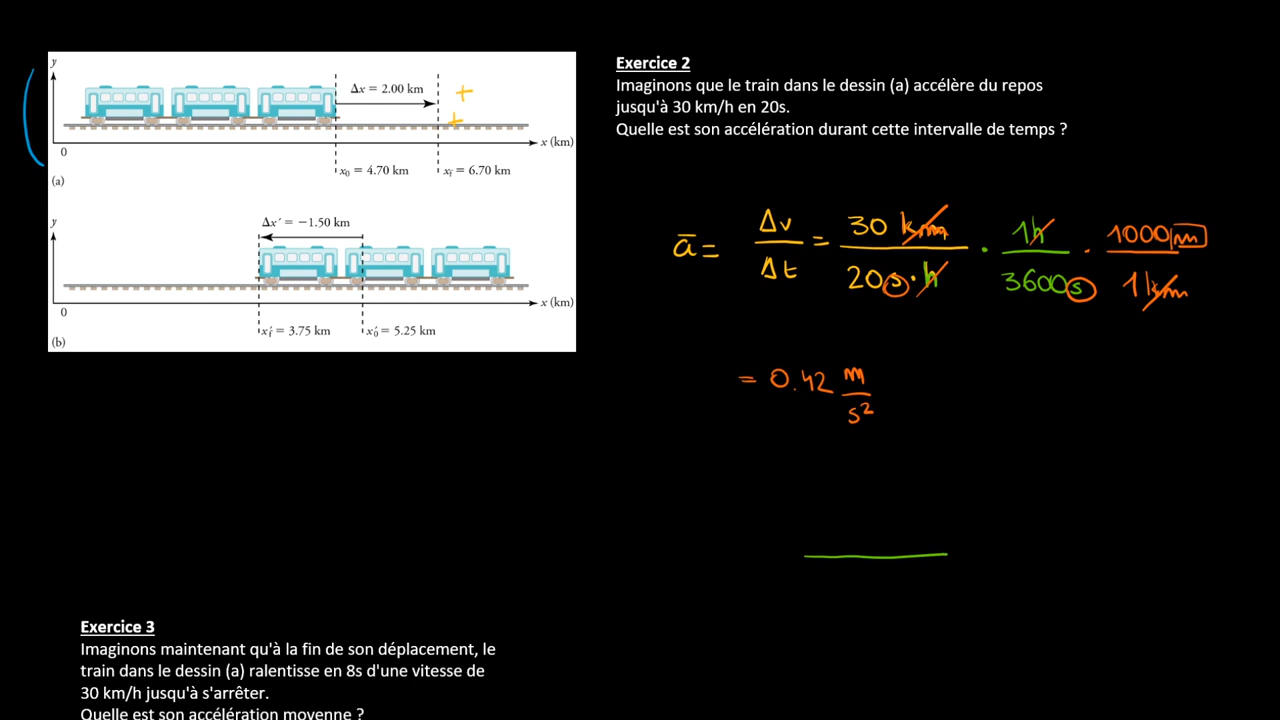 y
Δx = 2.00 km
+
+
x (km)
0
x₀ = 4.70 km
x_f = 6.70 km
(a)
y
Δx′ = −1.50 km
x (km)
0
x′_f = 3.75 km
x′₀ = 5.25 km
(b)
Exercice 2
Imaginons que le train dans le dessin (a) accélère du repos
jusqu'à 30 km/h en 20s.
Quelle est son accélération durant cette intervalle de temps ?
ā = Δv/Δt = 30 km/20 s · h · 1h/3600s · 1000 m/1 km
= 0.42 m/s²
Exercice 3
Imaginons maintenant qu'à la fin de son déplacement, le
train dans le dessin (a) ralentisse en 8s d'une vitesse de
30 km/h jusqu'à s'arrêter.
Quelle est son accélération moyenne ?